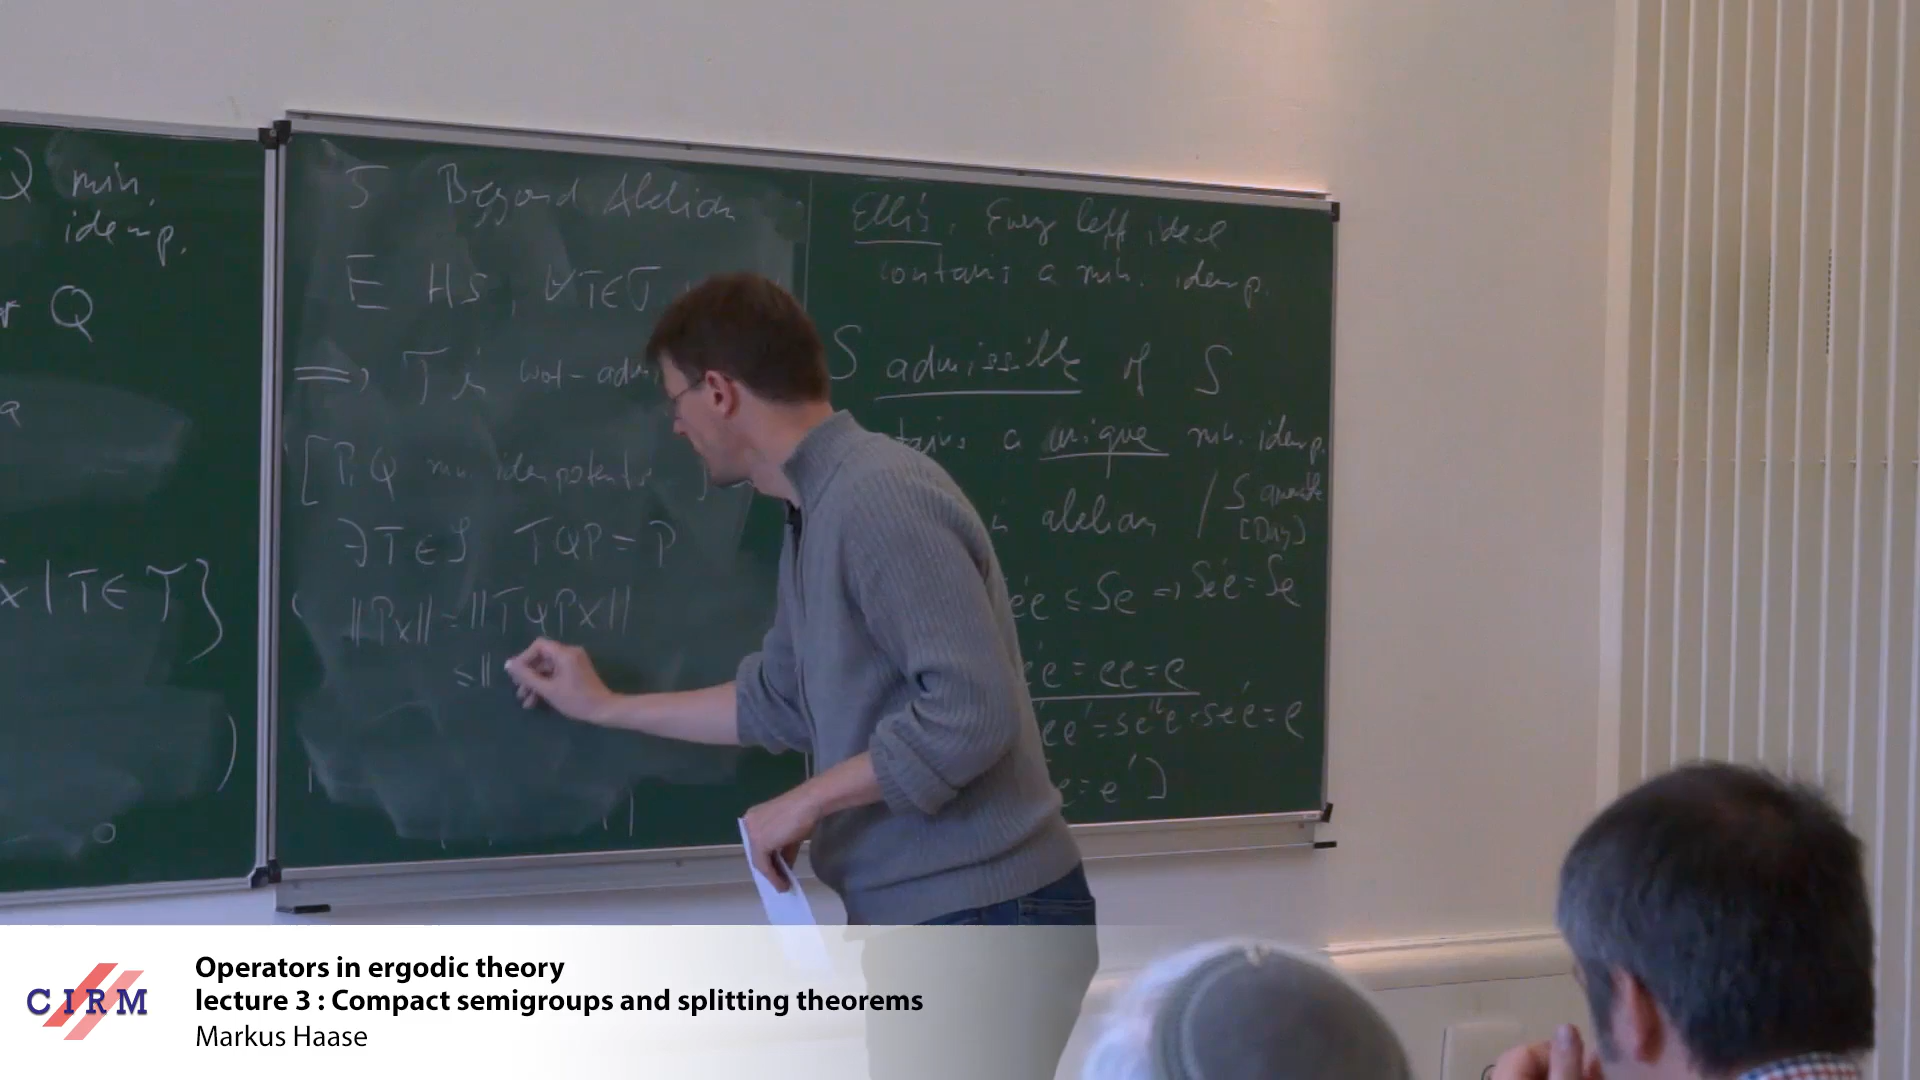 Q min.
idemp.
Q
x | T ∈ T }
)
5 Beyond Abelian
E HS, ∀T∈T
⟹ T is wot-adm
[P, Q min. idempotents ]
∃T∈S TQP = P
||Px|| = ||TQPx||
≤ ||
Ellis: Every left ideal
contains a min. idemp.
S admissible if S
a unique min. idemp.
abelian / S amenable
[Day]
e'e ⊆ Se ⟹ Se'e = Se
e = ee = e
ee' = se''e = se'e = e
e = e' ]
CIRM
Operators in ergodic theory
lecture 3 : Compact semigroups and splitting theorems
Markus Haase